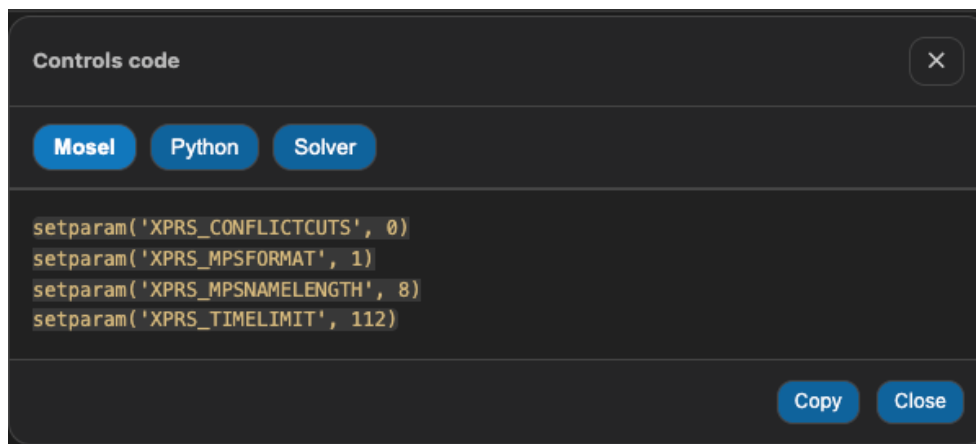 Controls code
Mosel Python Solver
setparam('XPRS_CONFLICTCUTS', 0)
setparam('XPRS_MPSFORMAT', 1)
setparam('XPRS_MPSNAMELENGTH', 8)
setparam('XPRS_TIMELIMIT', 112)
Copy Close